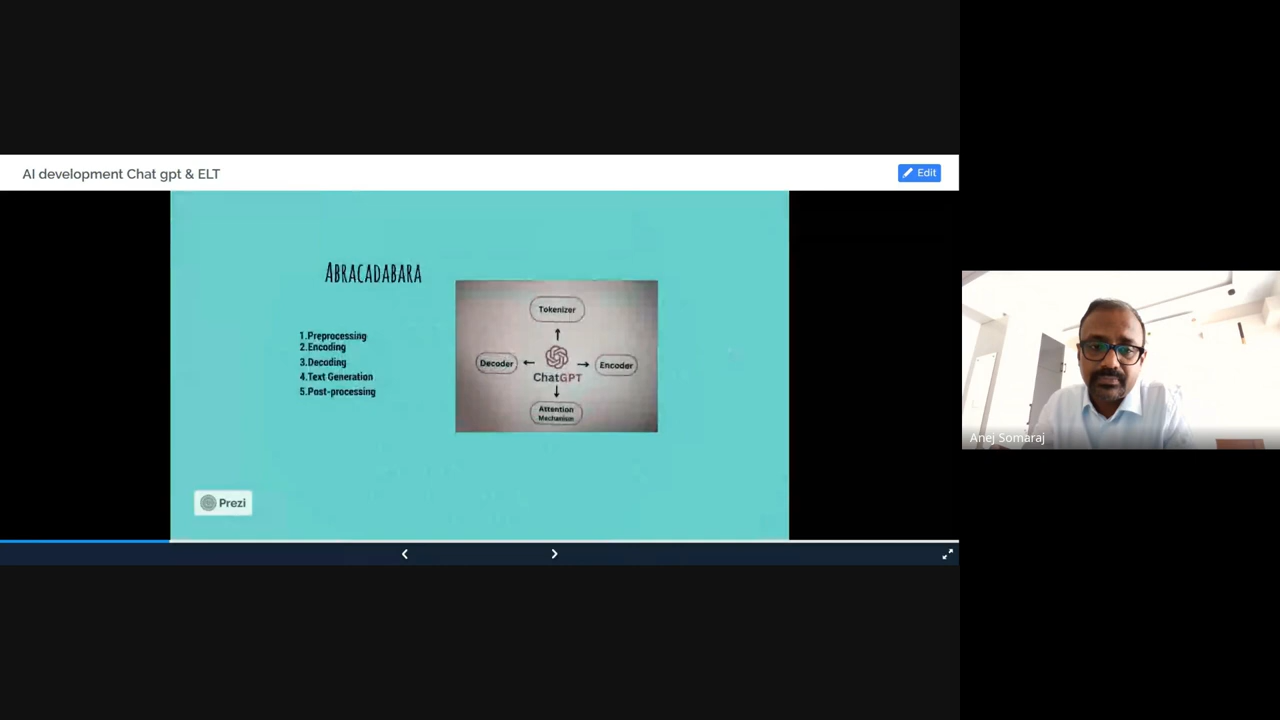 AI development Chat gpt & ELT
Edit
ABRACADABARA
1.Preprocessing
2.Encoding
3.Decoding
4.Text Generation
5.Post-processing
Tokenizer
Decoder
Encoder
ChatGPT
Attention
Mechanism
Prezi
Anej Somaraj